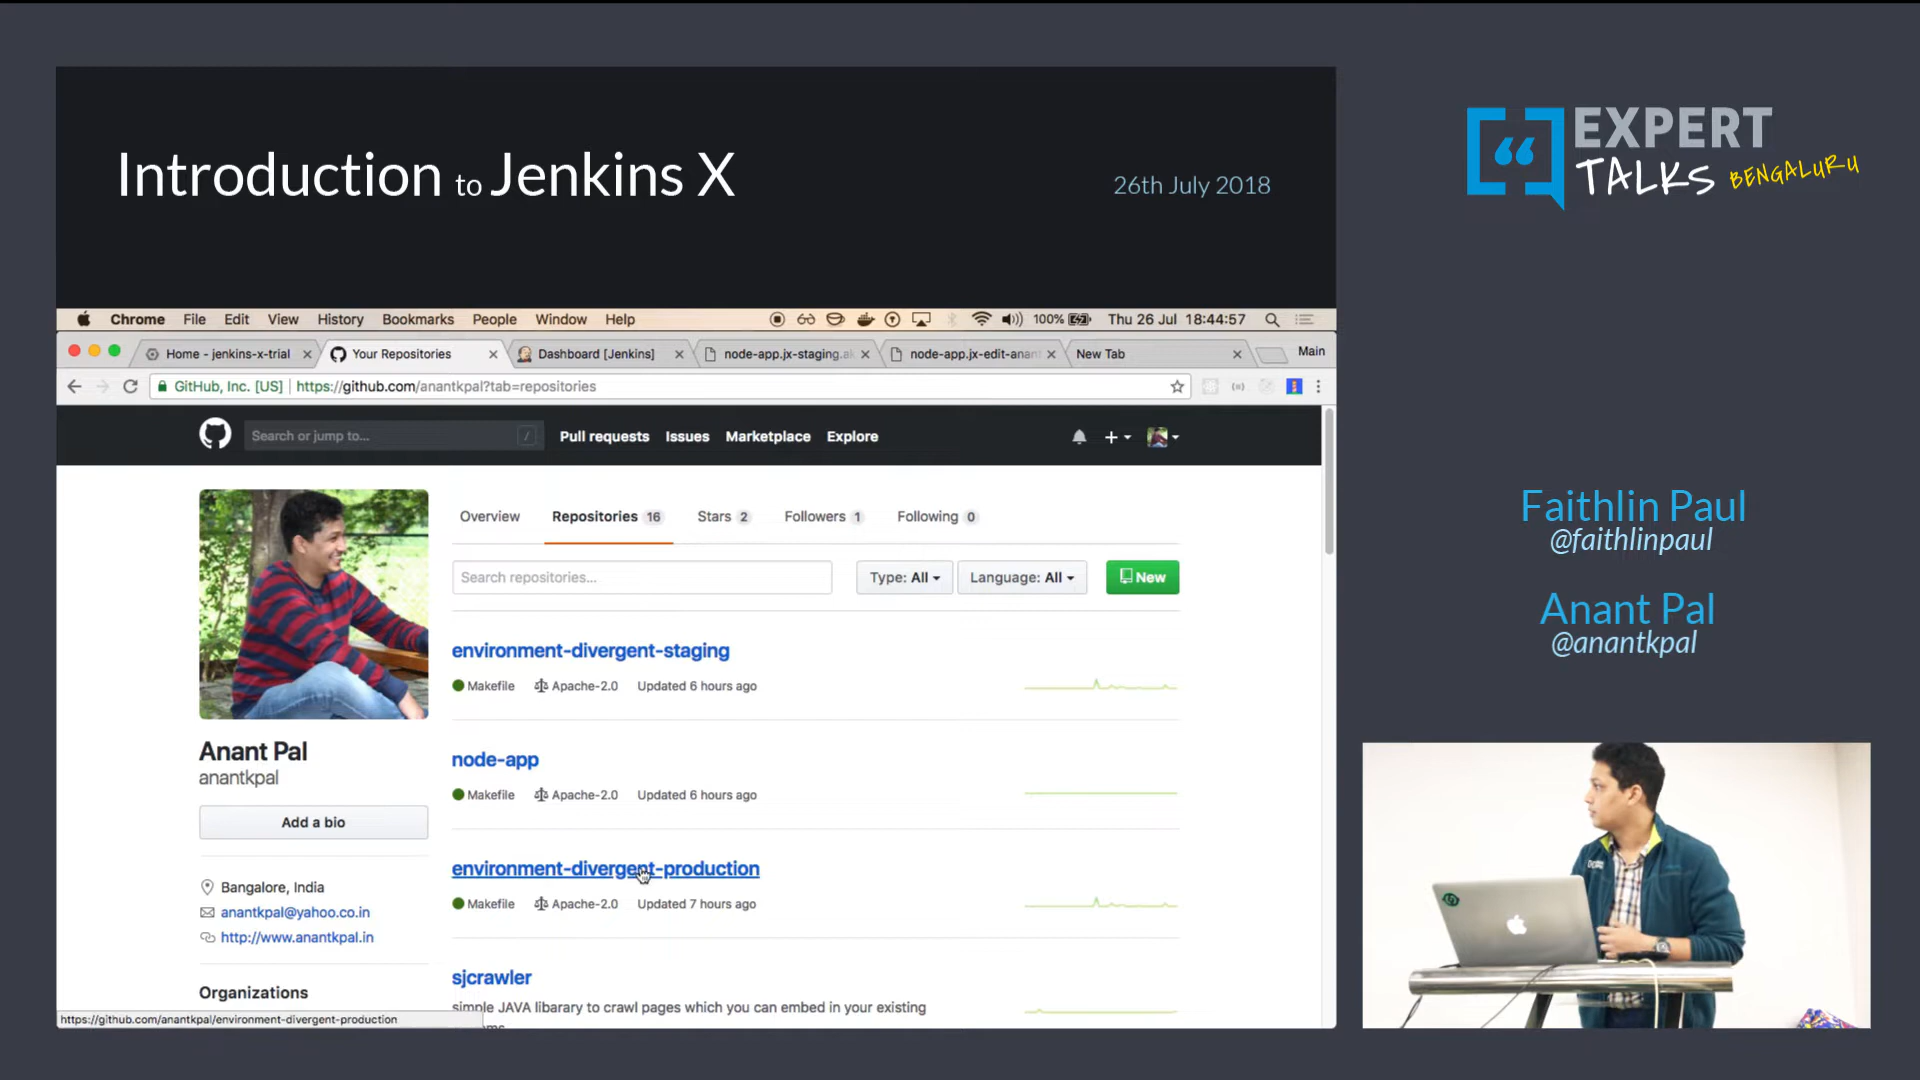 Introduction to Jenkins X
26th July 2018
EXPERT
TALKS BENGALURU
Chrome File Edit View History Bookmarks People Window Help 100% Thu 26 Jul 18:44:57
Home - jenkins-x-trial Your Repositories Dashboard [Jenkins] node-app.jx-staging.a node-app.jx-edit-anant New Tab Main
GitHub, Inc. [US] https://github.com/anantkpal?tab=repositories
Search or jump to... / Pull requests Issues Marketplace Explore
Overview Repositories 16 Stars 2 Followers 1 Following 0
Search repositories... Type: All Language: All New
environment-divergent-staging
Makefile Apache-2.0 Updated 6 hours ago
node-app
Makefile Apache-2.0 Updated 6 hours ago
environment-divergent-production
Makefile Apache-2.0 Updated 7 hours ago
sjcrawler
simple JAVA libarary to crawl pages which you can embed in your existing
Anant Pal
anantkpal
Add a bio
Bangalore, India
anantkpal@yahoo.co.in
http://www.anantkpal.in
Organizations
https://github.com/anantkpal/environment-divergent-production
Faithlin Paul
@faithlinpaul
Anant Pal
@anantkpal